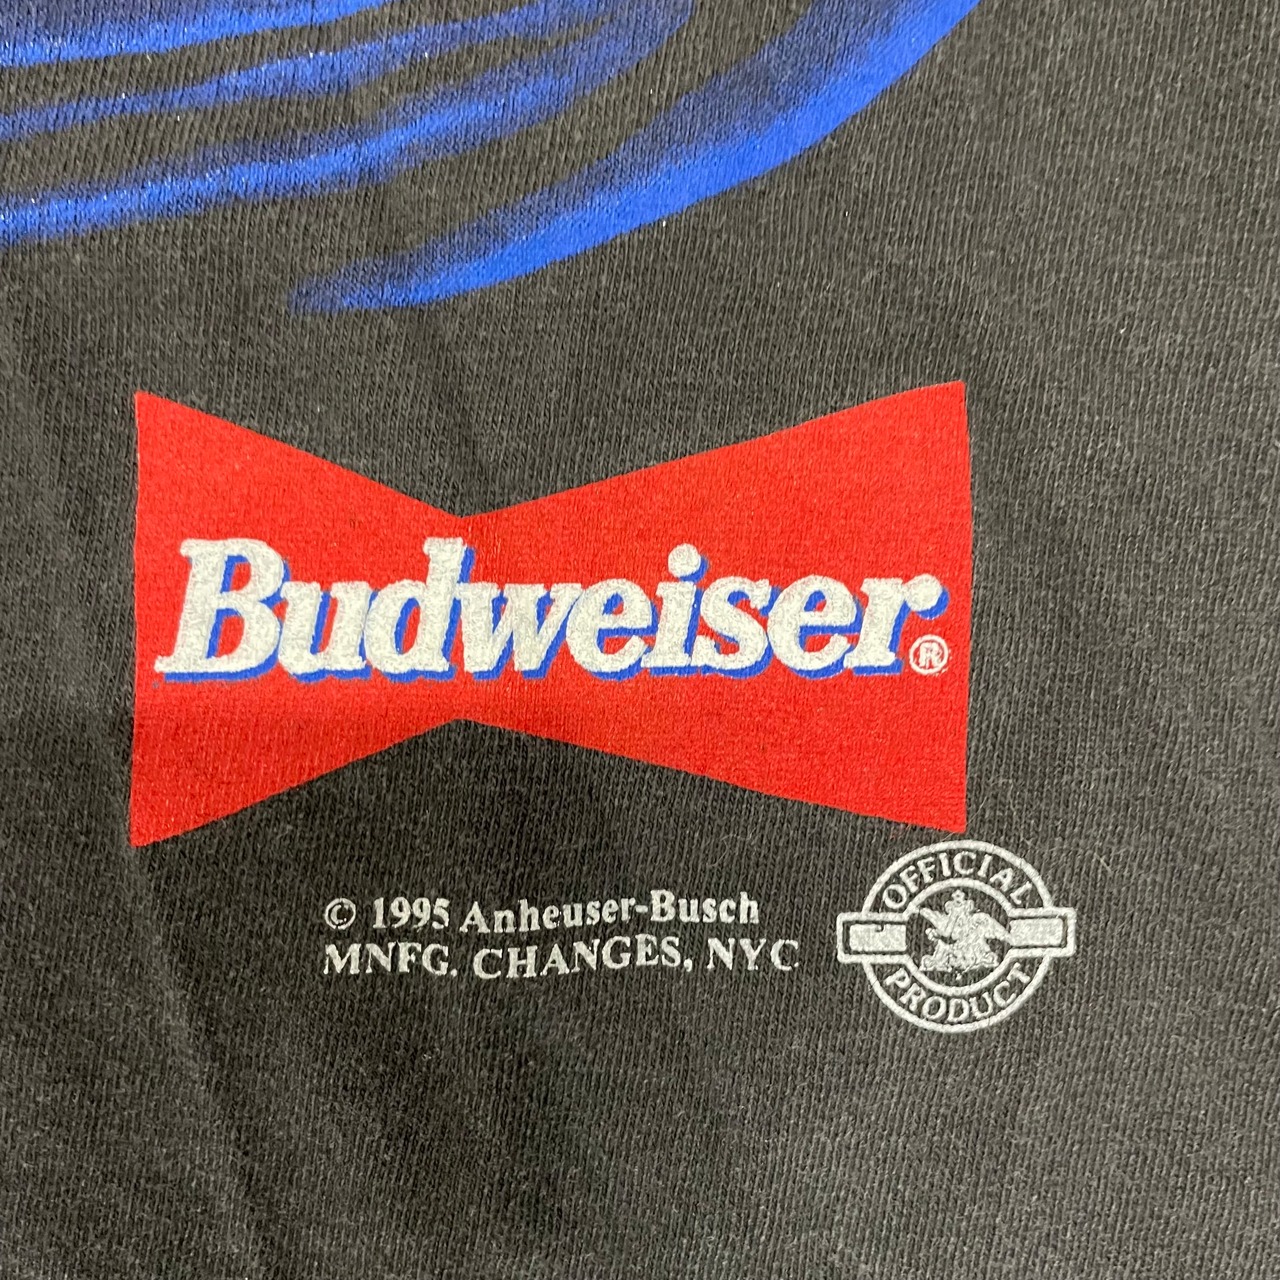 Budweiser®
© 1995 Anheuser-Busch
MNFG. CHANGES, NYC
OFFICIAL
PRODUCT